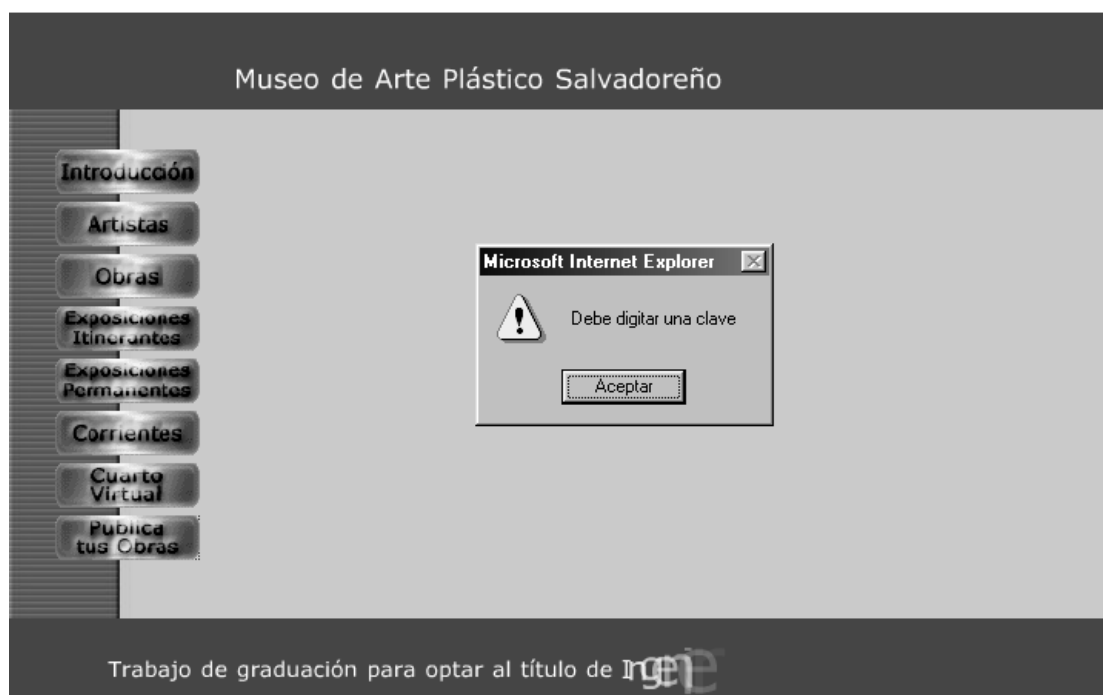 Museo de Arte Plástico Salvadoreño
Introducción
Artistas
Obras
Exposiciones
Itinerantes
Exposiciones
Permanentes
Corrientes
Cuarto
Virtual
Publica
tus Obras
Microsoft Internet Explorer
Debe digitar una clave
Aceptar
Trabajo de graduación para optar al título de